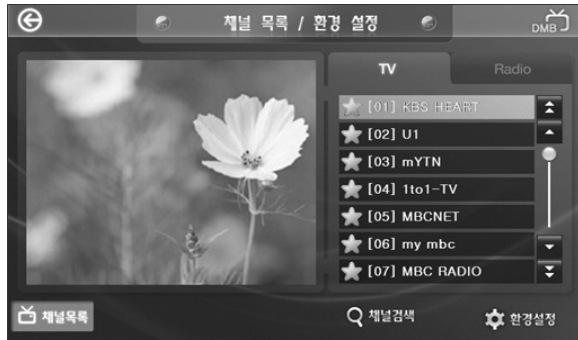 채널 목록 / 환경 설정
DMB
TV
Radio
[01] KBS HEART
[02] U1
[03] mYTN
[04] 1to1-TV
[05] MBCNET
[06] my mbc
[07] MBC RADIO
채널목록
채널검색
환경설정